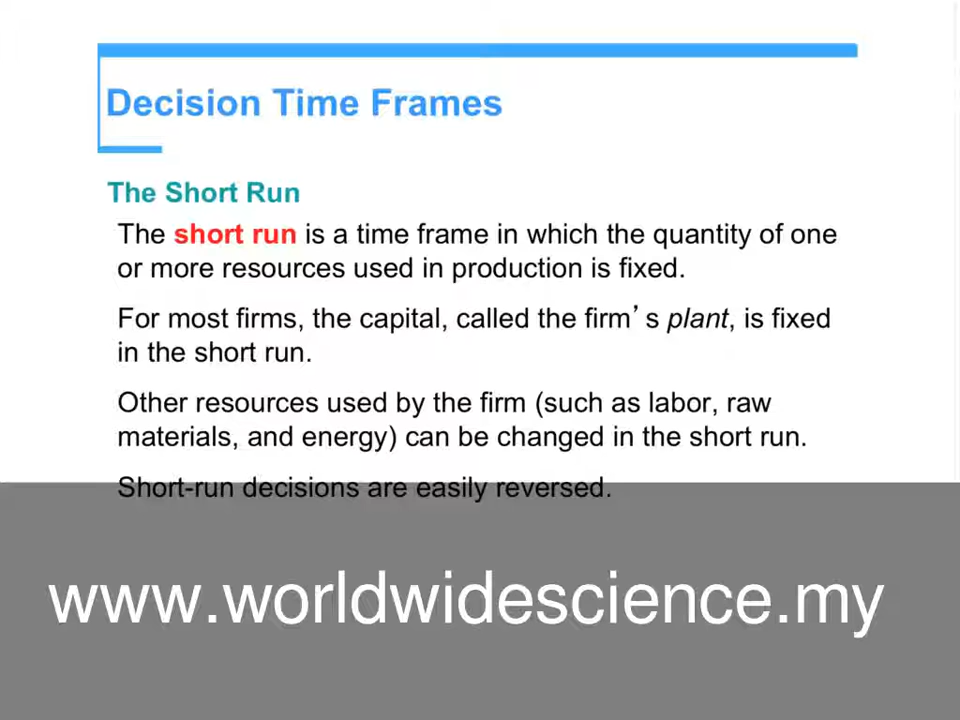 Decision Time Frames
The Short Run
The short run is a time frame in which the quantity of one
or more resources used in production is fixed.
For most firms, the capital, called the firm’s plant, is fixed
in the short run.
Other resources used by the firm (such as labor, raw
materials, and energy) can be changed in the short run.
Short-run decisions are easily reversed.
www.worldwidescience.my